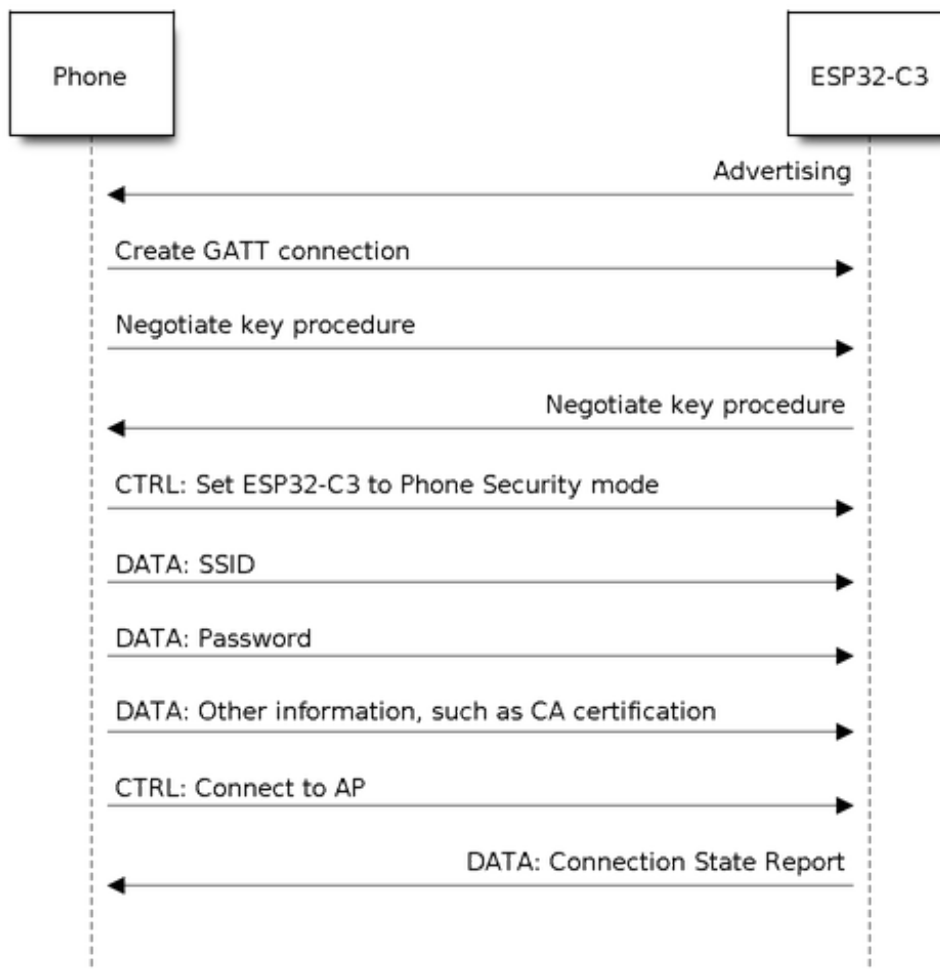 Phone
ESP32-C3
Advertising
Create GATT connection
Negotiate key procedure
Negotiate key procedure
CTRL: Set ESP32-C3 to Phone Security mode
DATA: SSID
DATA: Password
DATA: Other information, such as CA certification
CTRL: Connect to AP
DATA: Connection State Report